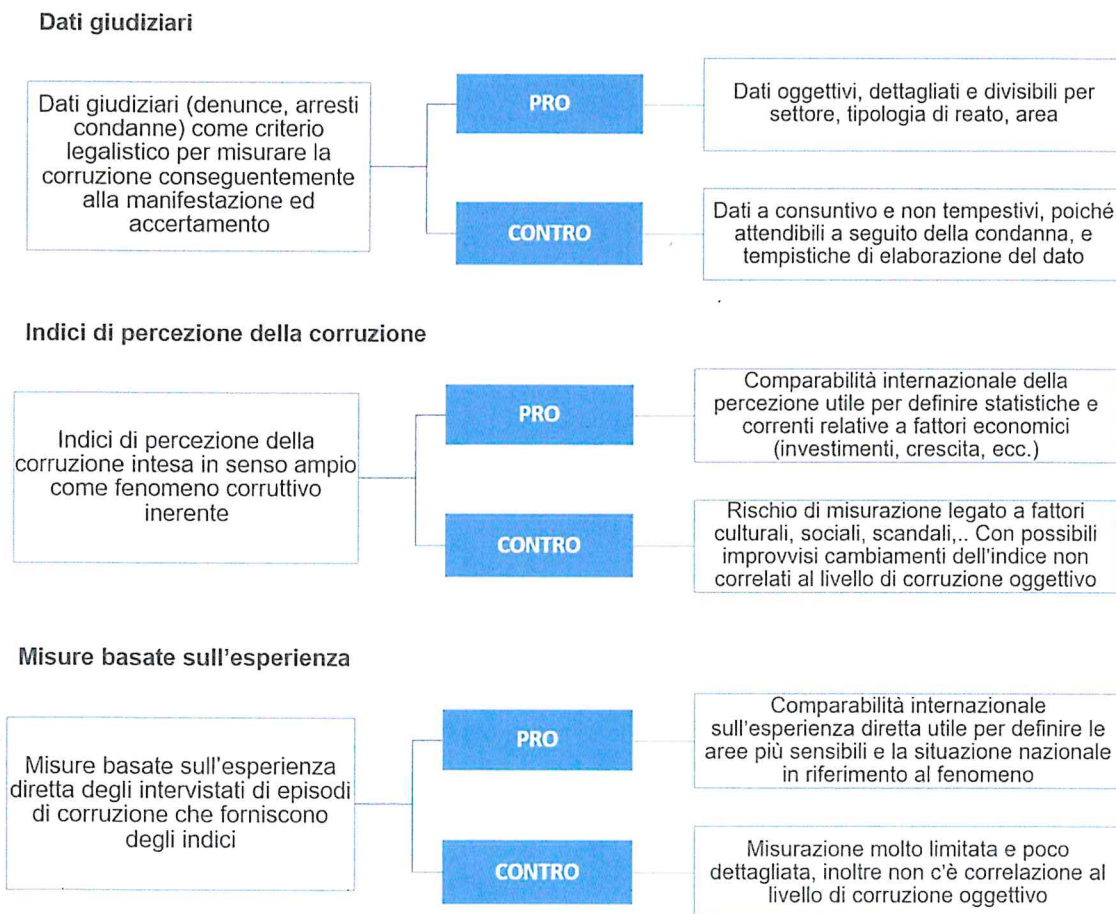 Dati giudiziari
Dati giudiziari (denunce, arresti
condanne) come criterio
legalistico per misurare la
corruzione conseguentemente
alla manifestazione ed
accertamento
PRO
Dati oggettivi, dettagliati e divisibili per
settore, tipologia di reato, area
CONTRO
Dati a consuntivo e non tempestivi, poiché
attendibili a seguito della condanna, e
tempistiche di elaborazione del dato
Indici di percezione della corruzione
Indici di percezione della
corruzione intesa in senso ampio
come fenomeno corruttivo
inerente
PRO
Comparabilità internazionale della
percezione utile per definire statistiche e
correnti relative a fattori economici
(investimenti, crescita, ecc.)
CONTRO
Rischio di misurazione legato a fattori
culturali, sociali, scandali,.. Con possibili
improvvisi cambiamenti dell'indice non
correlati al livello di corruzione oggettivo
Misure basate sull'esperienza
Misure basate sull'esperienza
diretta degli intervistati di episodi
di corruzione che forniscono
degli indici
PRO
Comparabilità internazionale
sull'esperienza diretta utile per definire le
aree più sensibili e la situazione nazionale
in riferimento al fenomeno
CONTRO
Misurazione molto limitata e poco
dettagliata, inoltre non c'è correlazione al
livello di corruzione oggettivo